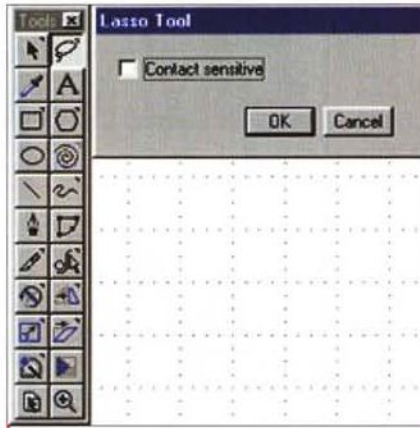 Tools
Lasso Tool
Contact sensitive
OK
Cancel
A